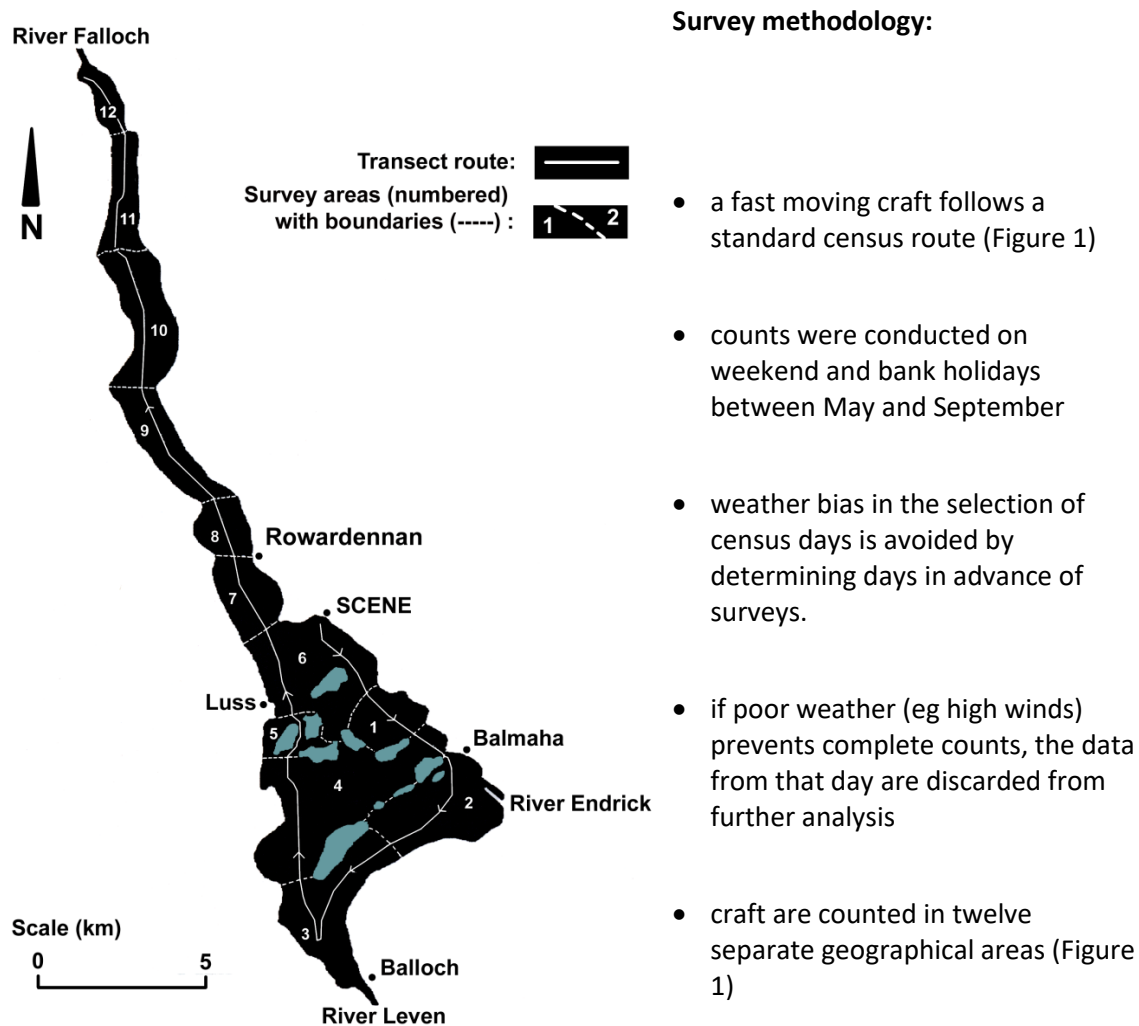 River Falloch
12
N
Transect route:
Survey areas (numbered)
with boundaries (-----) :
1 2
11
10
9
8
Rowardennan
7
SCENE
6
Luss
5
1
Balmaha
4
2
River Endrick
3
Scale (km)
0 5
Balloch
River Leven
Survey methodology:
• a fast moving craft follows a
standard census route (Figure 1)
• counts were conducted on
weekend and bank holidays
between May and September
• weather bias in the selection of
census days is avoided by
determining days in advance of
surveys.
• if poor weather (eg high winds)
prevents complete counts, the data
from that day are discarded from
further analysis
• craft are counted in twelve
separate geographical areas (Figure
1)